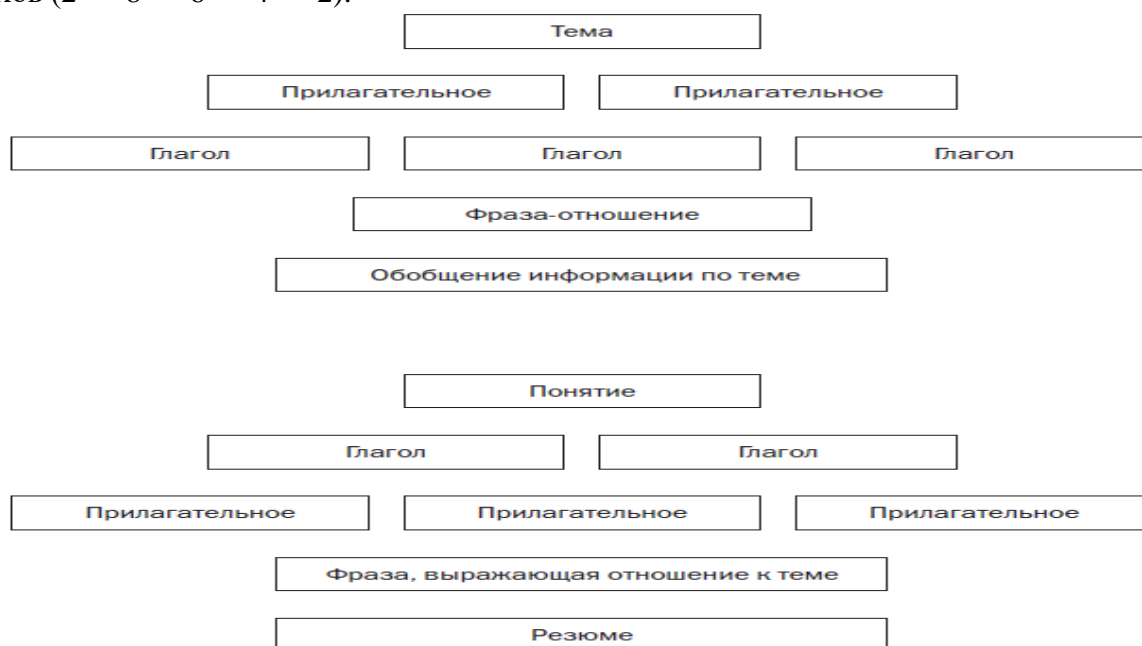 Тема
Прилагательное Прилагательное
Глагол Глагол Глагол
Фраза-отношение
Обобщение информации по теме
Понятие
Глагол Глагол
Прилагательное Прилагательное Прилагательное
Фраза, выражающая отношение к теме
Резюме